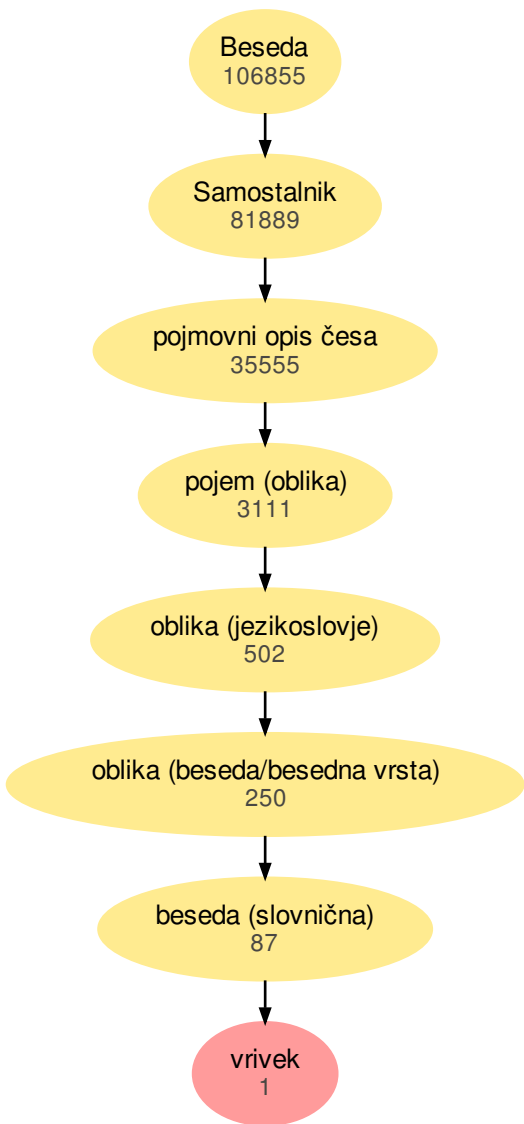 Beseda
106855
Samostalnik
81889
pojmovni opis česa
35555
pojem (oblika)
3111
oblika (jezikoslovje)
502
oblika (beseda/besedna vrsta)
250
beseda (slovnična)
87
vrivek
1